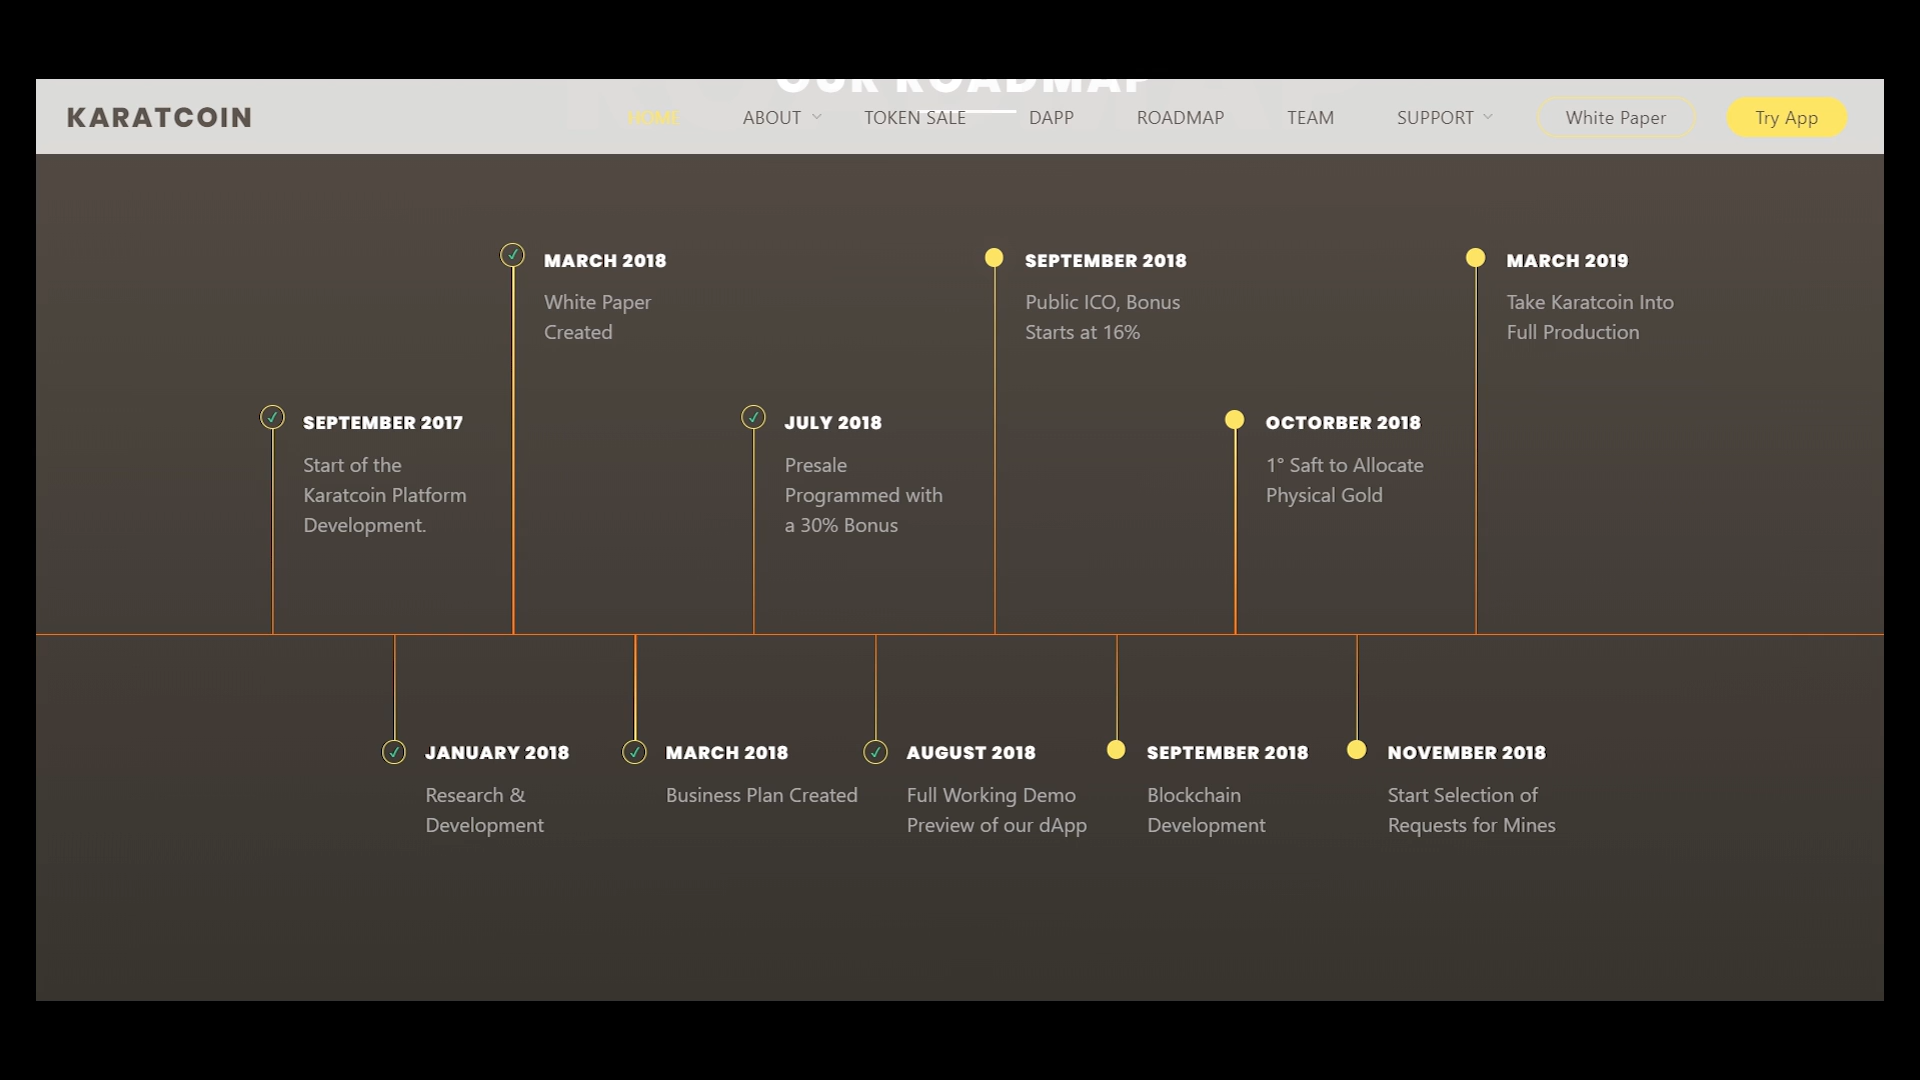 OUR ROADMAP
KARATCOIN
HOME
ABOUT
TOKEN SALE
DAPP
ROADMAP
TEAM
SUPPORT
White Paper
Try App
MARCH 2018
White Paper
Created
SEPTEMBER 2018
Public ICO, Bonus
Starts at 16%
MARCH 2019
Take Karatcoin Into
Full Production
SEPTEMBER 2017
Start of the
Karatcoin Platform
Development.
JULY 2018
Presale
Programmed with
a 30% Bonus
OCTORBER 2018
1° Saft to Allocate
Physical Gold
JANUARY 2018
Research &
Development
MARCH 2018
Business Plan Created
AUGUST 2018
Full Working Demo
Preview of our dApp
SEPTEMBER 2018
Blockchain
Development
NOVEMBER 2018
Start Selection of
Requests for Mines